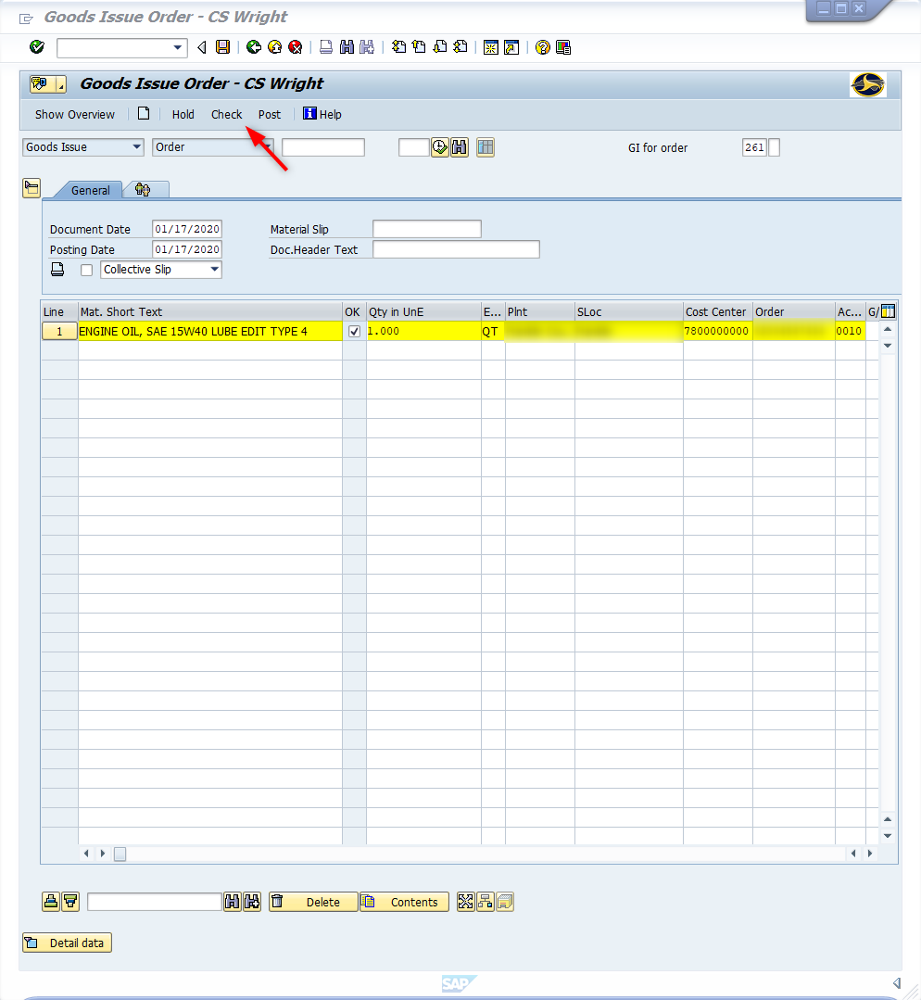 Goods Issue Order - CS Wright
Goods Issue Order - CS Wright
Show Overview Hold Check Post Help
Goods Issue Order GI for order 261
General
Document Date 01/17/2020 Material Slip
Posting Date 01/17/2020 Doc.Header Text
Collective Slip
Line Mat. Short Text OK Qty in UnE E... Plnt SLoc Cost Center Order Ac... G/
1 ENGINE OIL, SAE 15W40 LUBE EDIT TYPE 4 1.000 QT 7800000000 0010
Delete Contents
Detail data
SAP